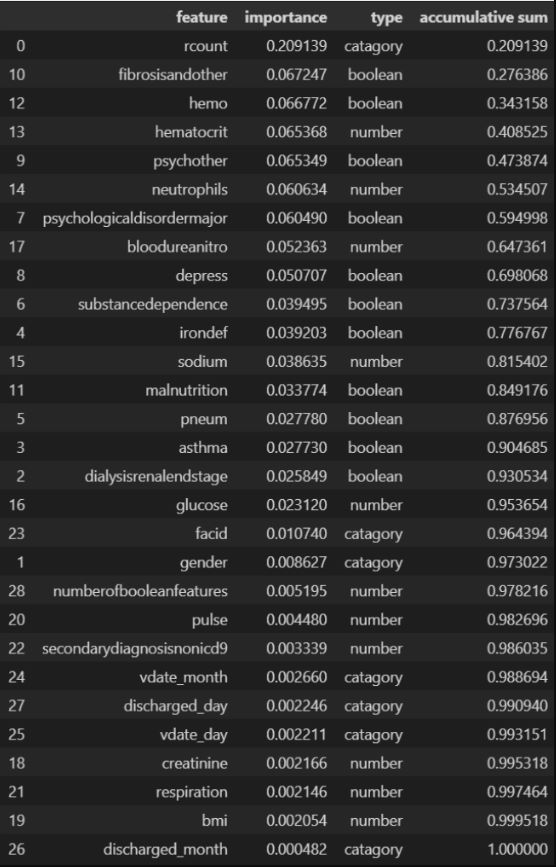 feature importance type accumulative sum
0 rcount 0.209139 catagory 0.209139
10 fibrosisandother 0.067247 boolean 0.276386
12 hemo 0.066772 boolean 0.343158
13 hematocrit 0.065368 number 0.408525
9 psychother 0.065349 boolean 0.473874
14 neutrophils 0.060634 number 0.534507
7 psychologicaldisordermajor 0.060490 boolean 0.594998
17 bloodureanitro 0.052363 number 0.647361
8 depress 0.050707 boolean 0.698068
6 substancedependence 0.039495 boolean 0.737564
4 irondef 0.039203 boolean 0.776767
15 sodium 0.038635 number 0.815402
11 malnutrition 0.033774 boolean 0.849176
5 pneum 0.027780 boolean 0.876956
3 asthma 0.027730 boolean 0.904685
2 dialysisrenalendstage 0.025849 boolean 0.930534
16 glucose 0.023120 number 0.953654
23 facid 0.010740 catagory 0.964394
1 gender 0.008627 catagory 0.973022
28 numberofbooleanfeatures 0.005195 number 0.978216
20 pulse 0.004480 number 0.982696
22 secondarydiagnosisnonicd9 0.003339 number 0.986035
24 vdate_month 0.002660 catagory 0.988694
27 discharged_day 0.002246 catagory 0.990940
25 vdate_day 0.002211 catagory 0.993151
18 creatinine 0.002166 number 0.995318
21 respiration 0.002146 number 0.997464
19 bmi 0.002054 number 0.999518
26 discharged_month 0.000482 catagory 1.000000